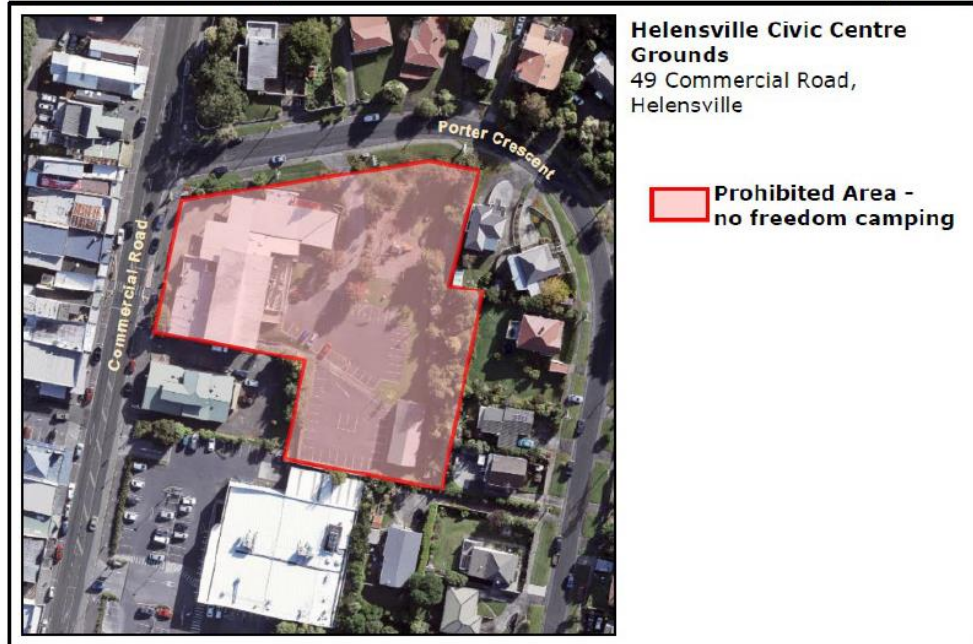 Helensville Civic Centre
Grounds
49 Commercial Road,
Helensville
Prohibited Area -
no freedom camping
Porter Crescent
Commercial Road